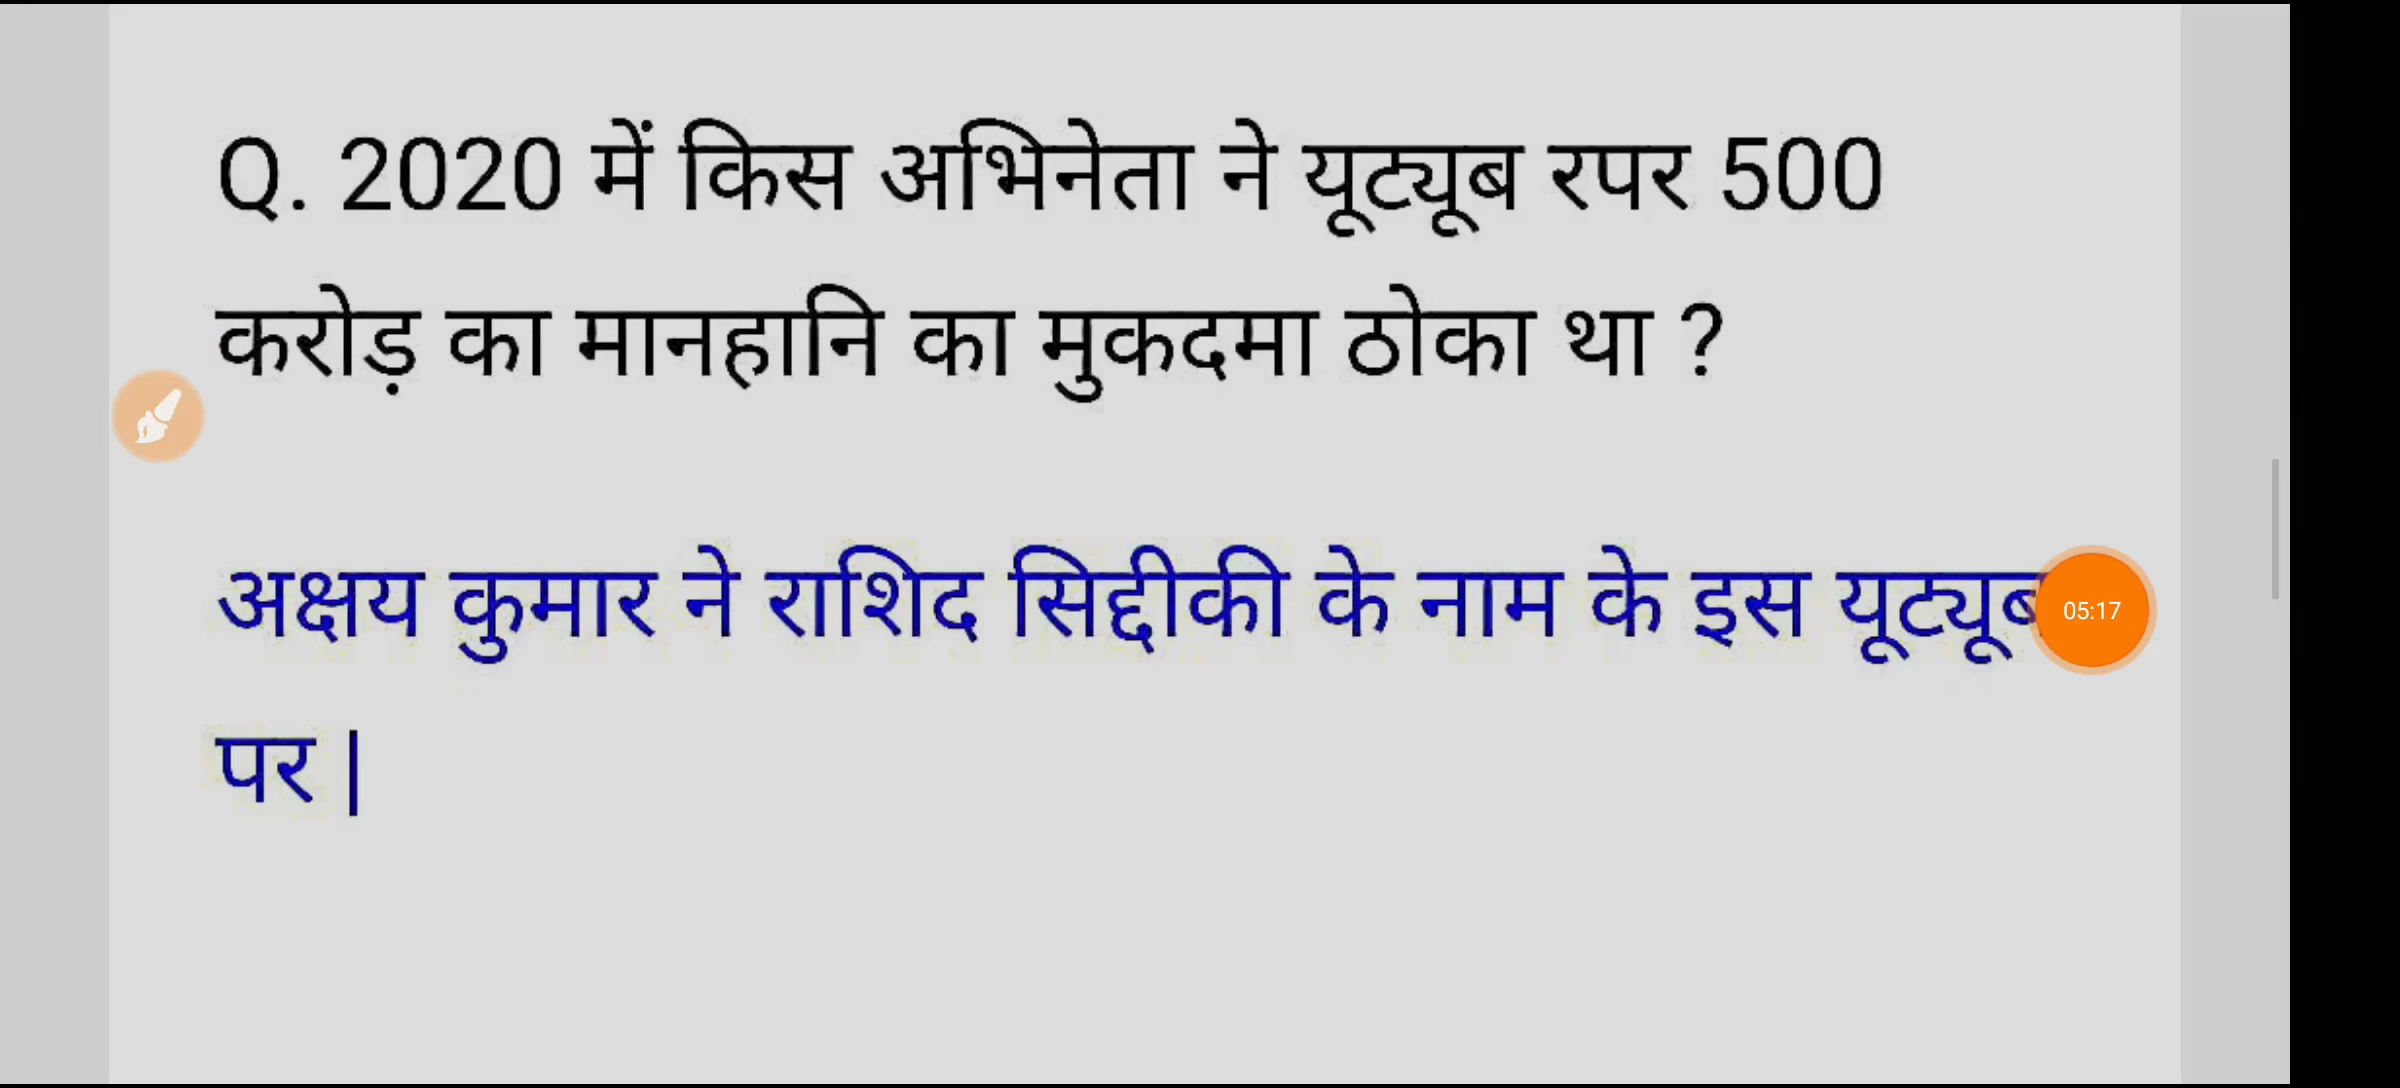 Q. 2020 में किस अभिनेता ने यूट्यूब रपर 500
करोड़ का मानहानि का मुकदमा ठोका था ?
अक्षय कुमार ने राशिद सिद्दीकी के नाम के इस यूट्यूब
05:17
पर |